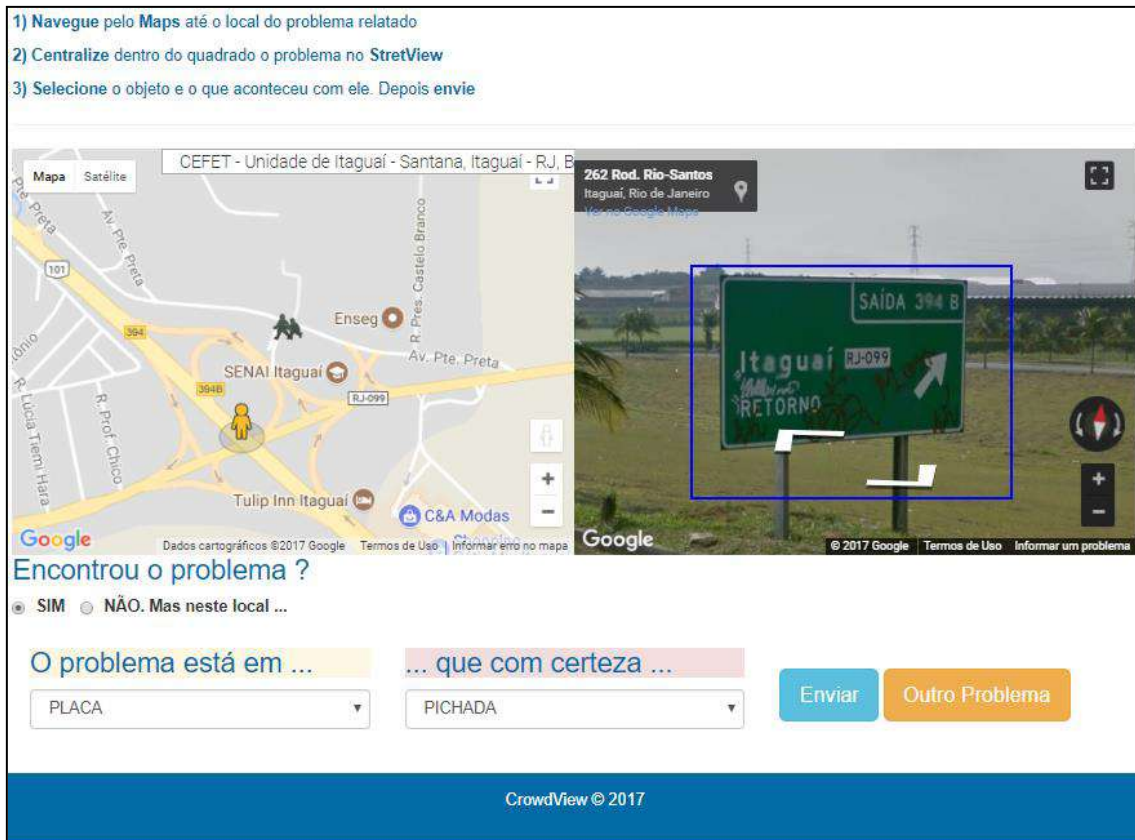 1) Navegue pelo Maps até o local do problema relatado
2) Centralize dentro do quadrado o problema no StretView
3) Selecione o objeto e o que aconteceu com ele. Depois envie
Mapa Satélite
CEFET - Unidade de Itaguaí - Santana, Itaguaí - RJ, B
Pte. Preta
Av. Pte. Preta
101
R. Pres. Castelo Branco
Enseg
394
Av. Pte. Preta
SENAI Itaguaí
394B
RJ-099
R. Lucia Tiemi Hara
R. Prof. Chico
Tulip Inn Itaguaí
C&A Modas
+
−
Google
Dados cartográficos ©2017 Google Termos de Uso Informar erro no mapa
262 Rod. Rio-Santos
Itaguaí, Rio de Janeiro
Ver no Google Maps
SAÍDA 394 B
Itaguaí RJ-099
RETORNO
+
−
Google
© 2017 Google Termos de Uso Informar um problema
Encontrou o problema ?
SIM NÃO. Mas neste local ...
O problema está em ... ... que com certeza ...
PLACA PICHADA Enviar Outro Problema
CrowdView © 2017